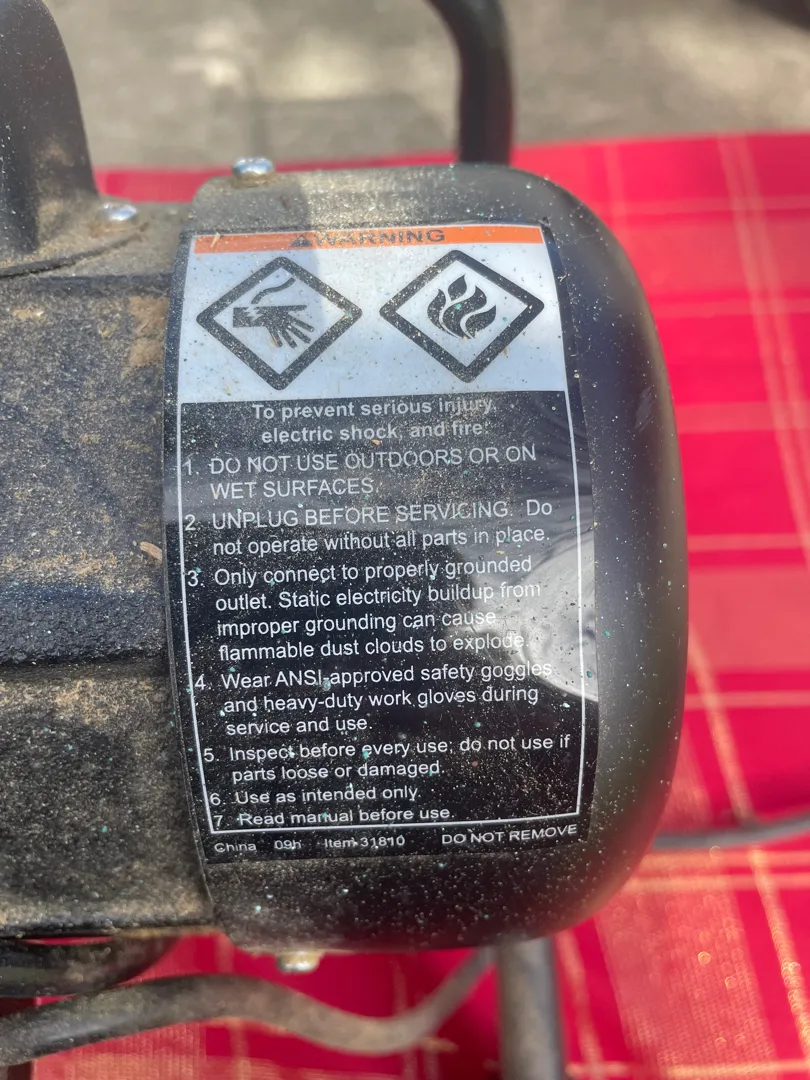 ⚠WARNING
To prevent serious injury,
electric shock, and fire:
1. DO NOT USE OUTDOORS OR ON
WET SURFACES.
2. UNPLUG BEFORE SERVICING. Do
not operate without all parts in place.
3. Only connect to properly grounded
outlet. Static electricity buildup from
improper grounding can cause
flammable dust clouds to explode.
4. Wear ANSI-approved safety goggles
and heavy-duty work gloves during
service and use.
5. Inspect before every use; do not use if
parts loose or damaged.
6. Use as intended only.
7. Read manual before use.
China 09h Item 31810 DO NOT REMOVE